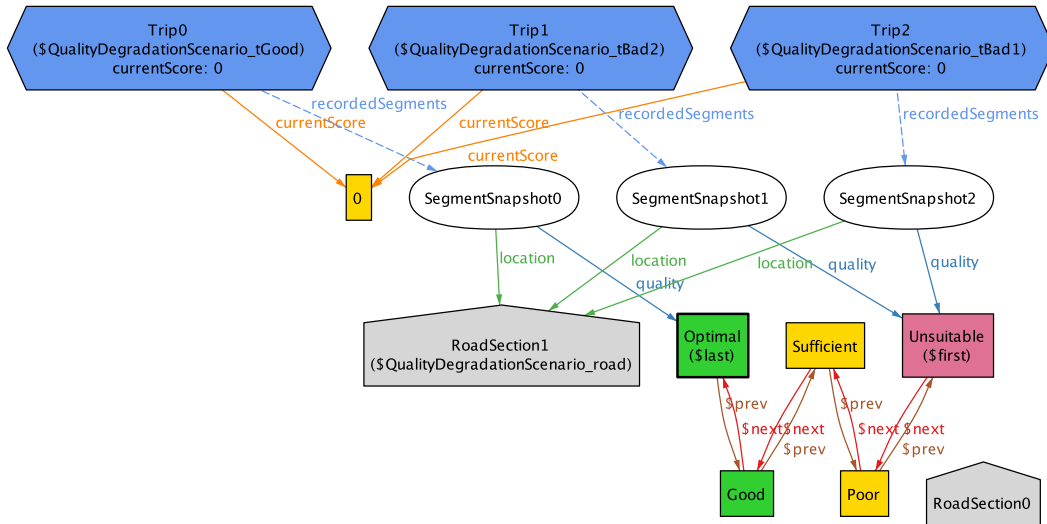 Trip0
($QualityDegradationScenario_tGood)
currentScore: 0
Trip1
($QualityDegradationScenario_tBad2)
currentScore: 0
Trip2
($QualityDegradationScenario_tBad1)
currentScore: 0
recordedSegments
currentScore
currentScore
recordedSegments
recordedSegments
currentScore
0
SegmentSnapshot0
SegmentSnapshot1
SegmentSnapshot2
location
location
location
quality
quality
quality
RoadSection1
($QualityDegradationScenario_road)
Optimal
($last)
Sufficient
Unsuitable
($first)
$prev
$prev
$next
$next
$next
$next
$prev
$prev
Good
Poor
RoadSection0